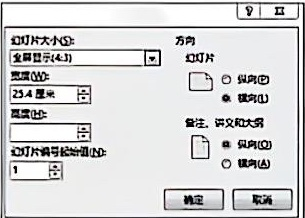 幻灯片大小(S):
全屏显示(4:3)
宽度(W):
25.4 厘米
高度(H):
幻灯片编号起始值(N):
1
方向
幻灯片
纵向(P)
横向(L)
备注、讲义和大纲
纵向(O)
横向(A)
确定
取消